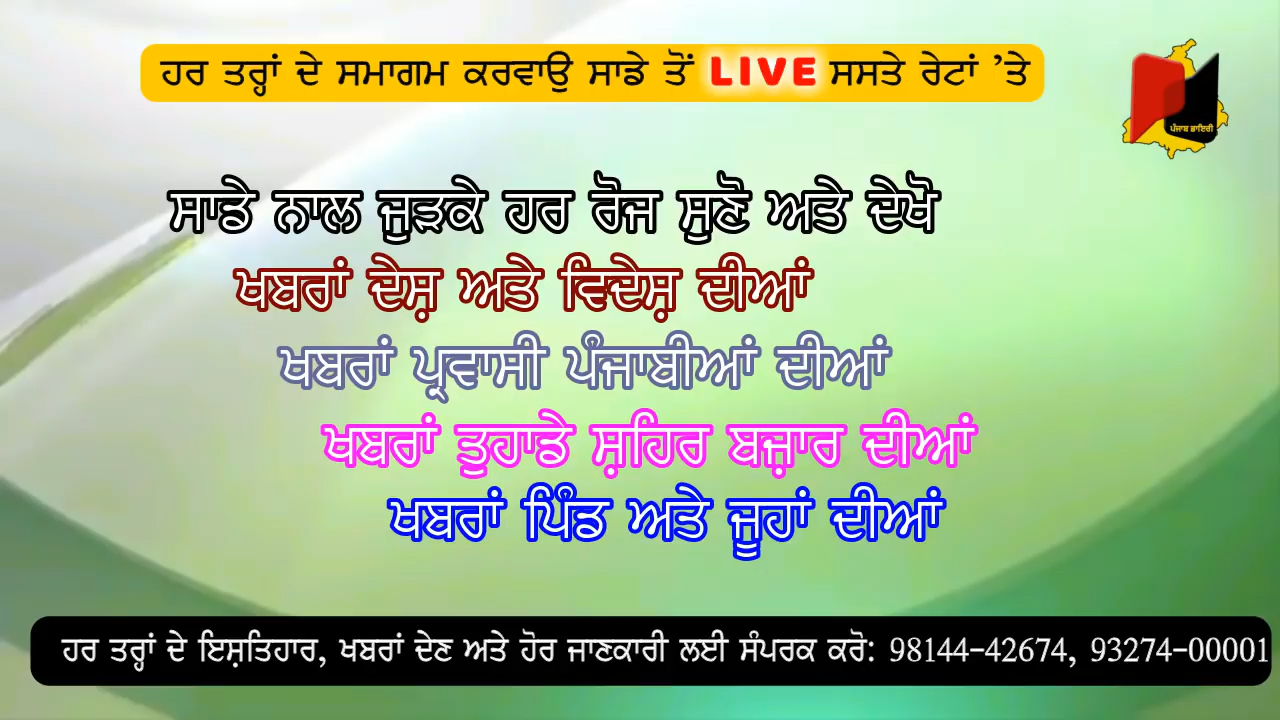 ਹਰ ਤਰ੍ਹਾਂ ਦੇ ਸਮਾਗਮ ਕਰਵਾਉ ਸਾਡੇ ਤੋਂ LIVE ਸਸਤੇ ਰੇਟਾਂ ’ਤੇ
ਪੰਜਾਬ ਡਾਇਰੀ
ਸਾਡੇ ਨਾਲ ਜੁੜਕੇ ਹਰ ਰੋਜ ਸੁਣੋ ਅਤੇ ਦੇਖੋ
ਖਬਰਾਂ ਦੇਸ਼ ਅਤੇ ਵਿਦੇਸ਼ ਦੀਆਂ
ਖਬਰਾਂ ਪ੍ਰਵਾਸੀ ਪੰਜਾਬੀਆਂ ਦੀਆਂ
ਖਬਰਾਂ ਤੁਹਾਡੇ ਸ਼ਹਿਰ ਬਜ਼ਾਰ ਦੀਆਂ
ਖਬਰਾਂ ਪਿੰਡ ਅਤੇ ਜੂਹਾਂ ਦੀਆਂ
ਹਰ ਤਰ੍ਹਾਂ ਦੇ ਇਸ਼ਤਿਹਾਰ, ਖਬਰਾਂ ਦੇਣ ਅਤੇ ਹੋਰ ਜਾਣਕਾਰੀ ਲਈ ਸੰਪਰਕ ਕਰੋ: 98144-42674, 93274-00001